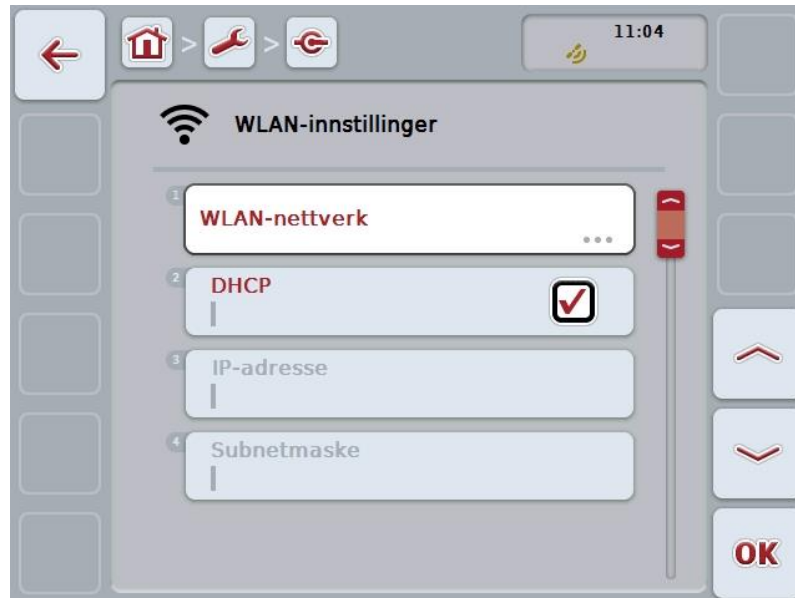 > >
11:04
WLAN-innstillinger
1
WLAN-nettverk
...
2
DHCP
3
IP-adresse
4
Subnetmaske
OK